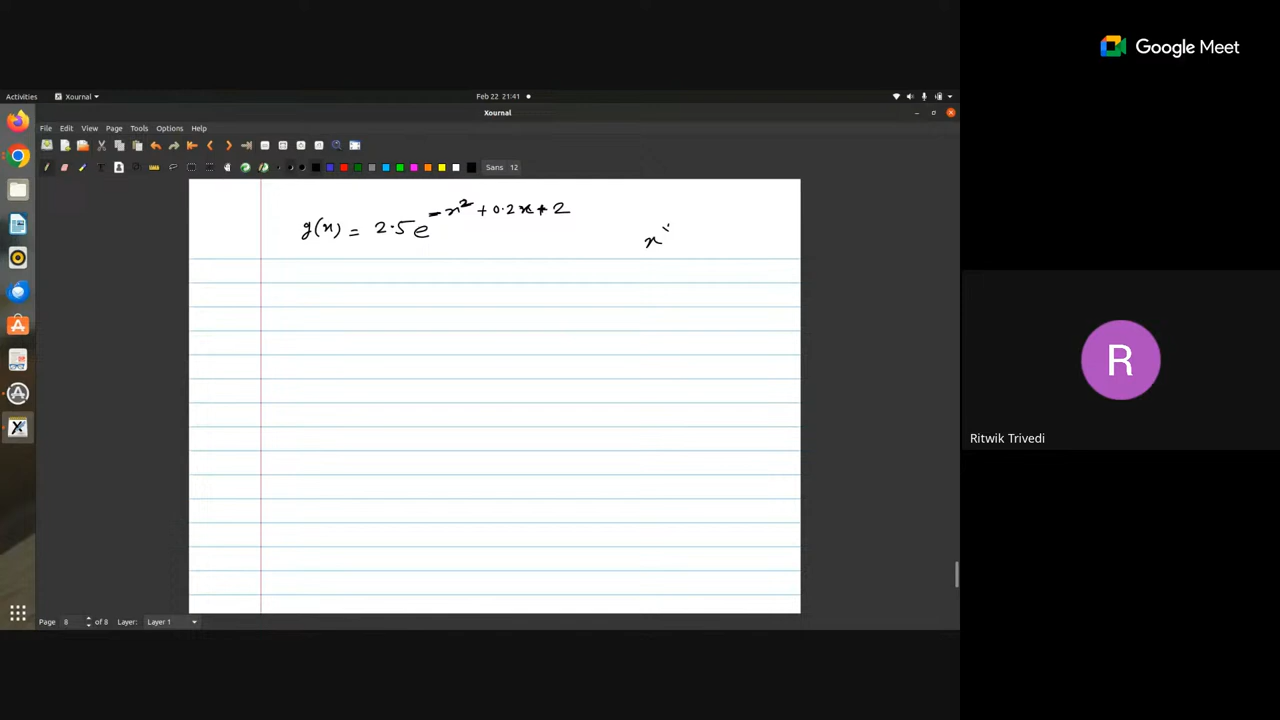 Google Meet
Activities Xournal Feb 22 21:41
Xournal
File Edit View Page Tools Options Help
Sans 12
g(x) = 2.5e^{-x^2 + 0.2x + 2}
x
Ritwik Trivedi
R
Page 8 of 8 Layer: Layer 1